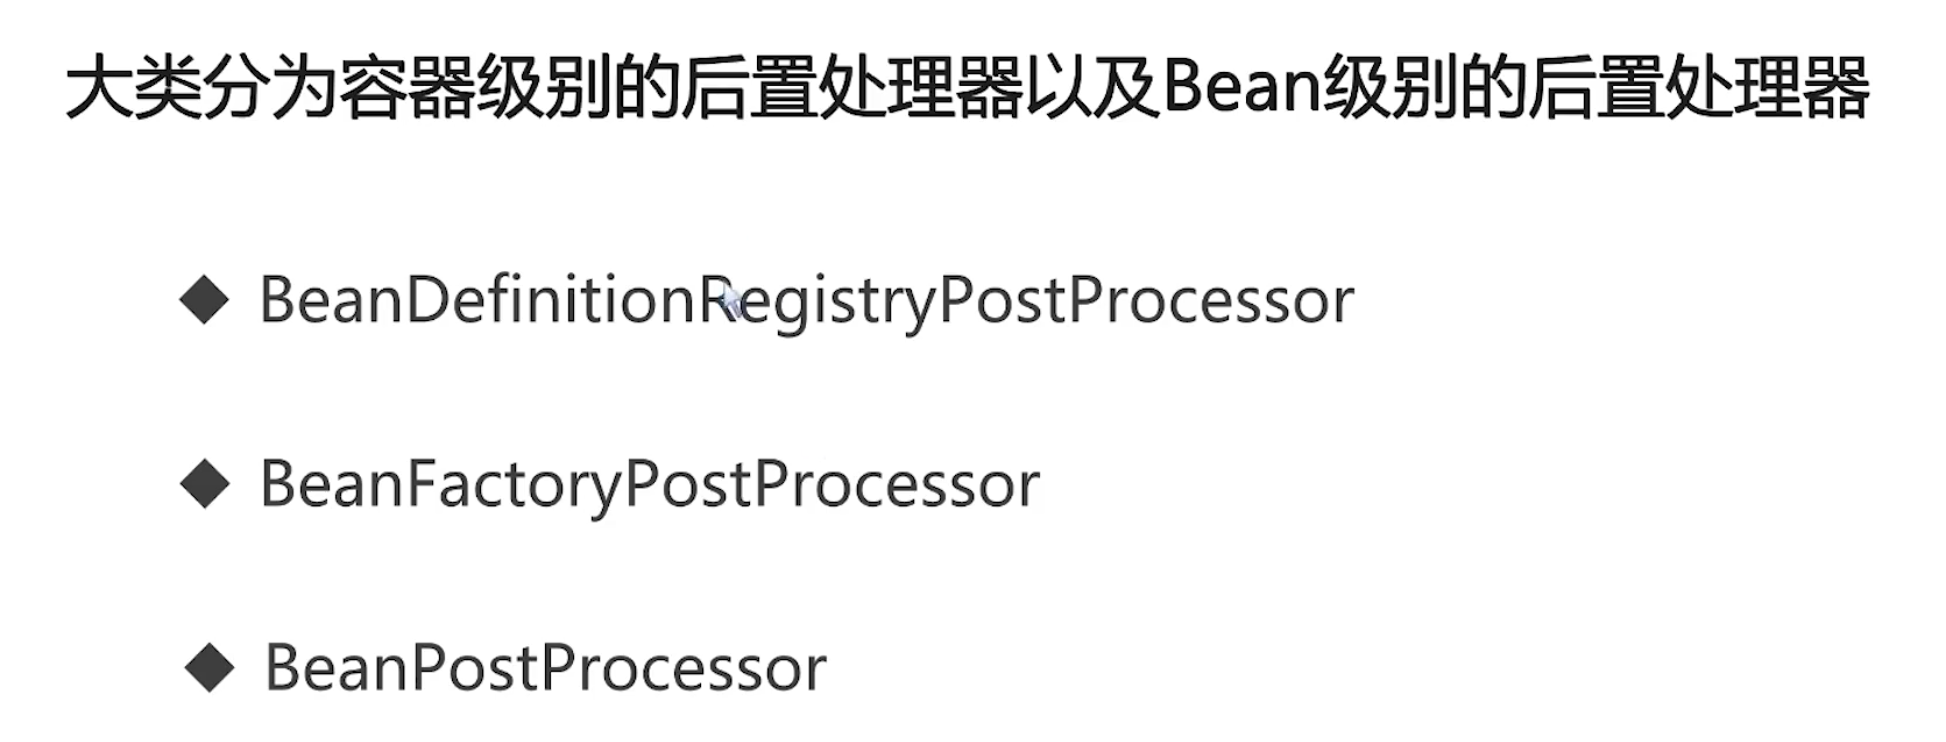 大类分为容器级别的后置处理器以及Bean级别的后置处理器
◆ BeanDefinitionRegistryPostProcessor
◆ BeanFactoryPostProcessor
◆ BeanPostProcessor